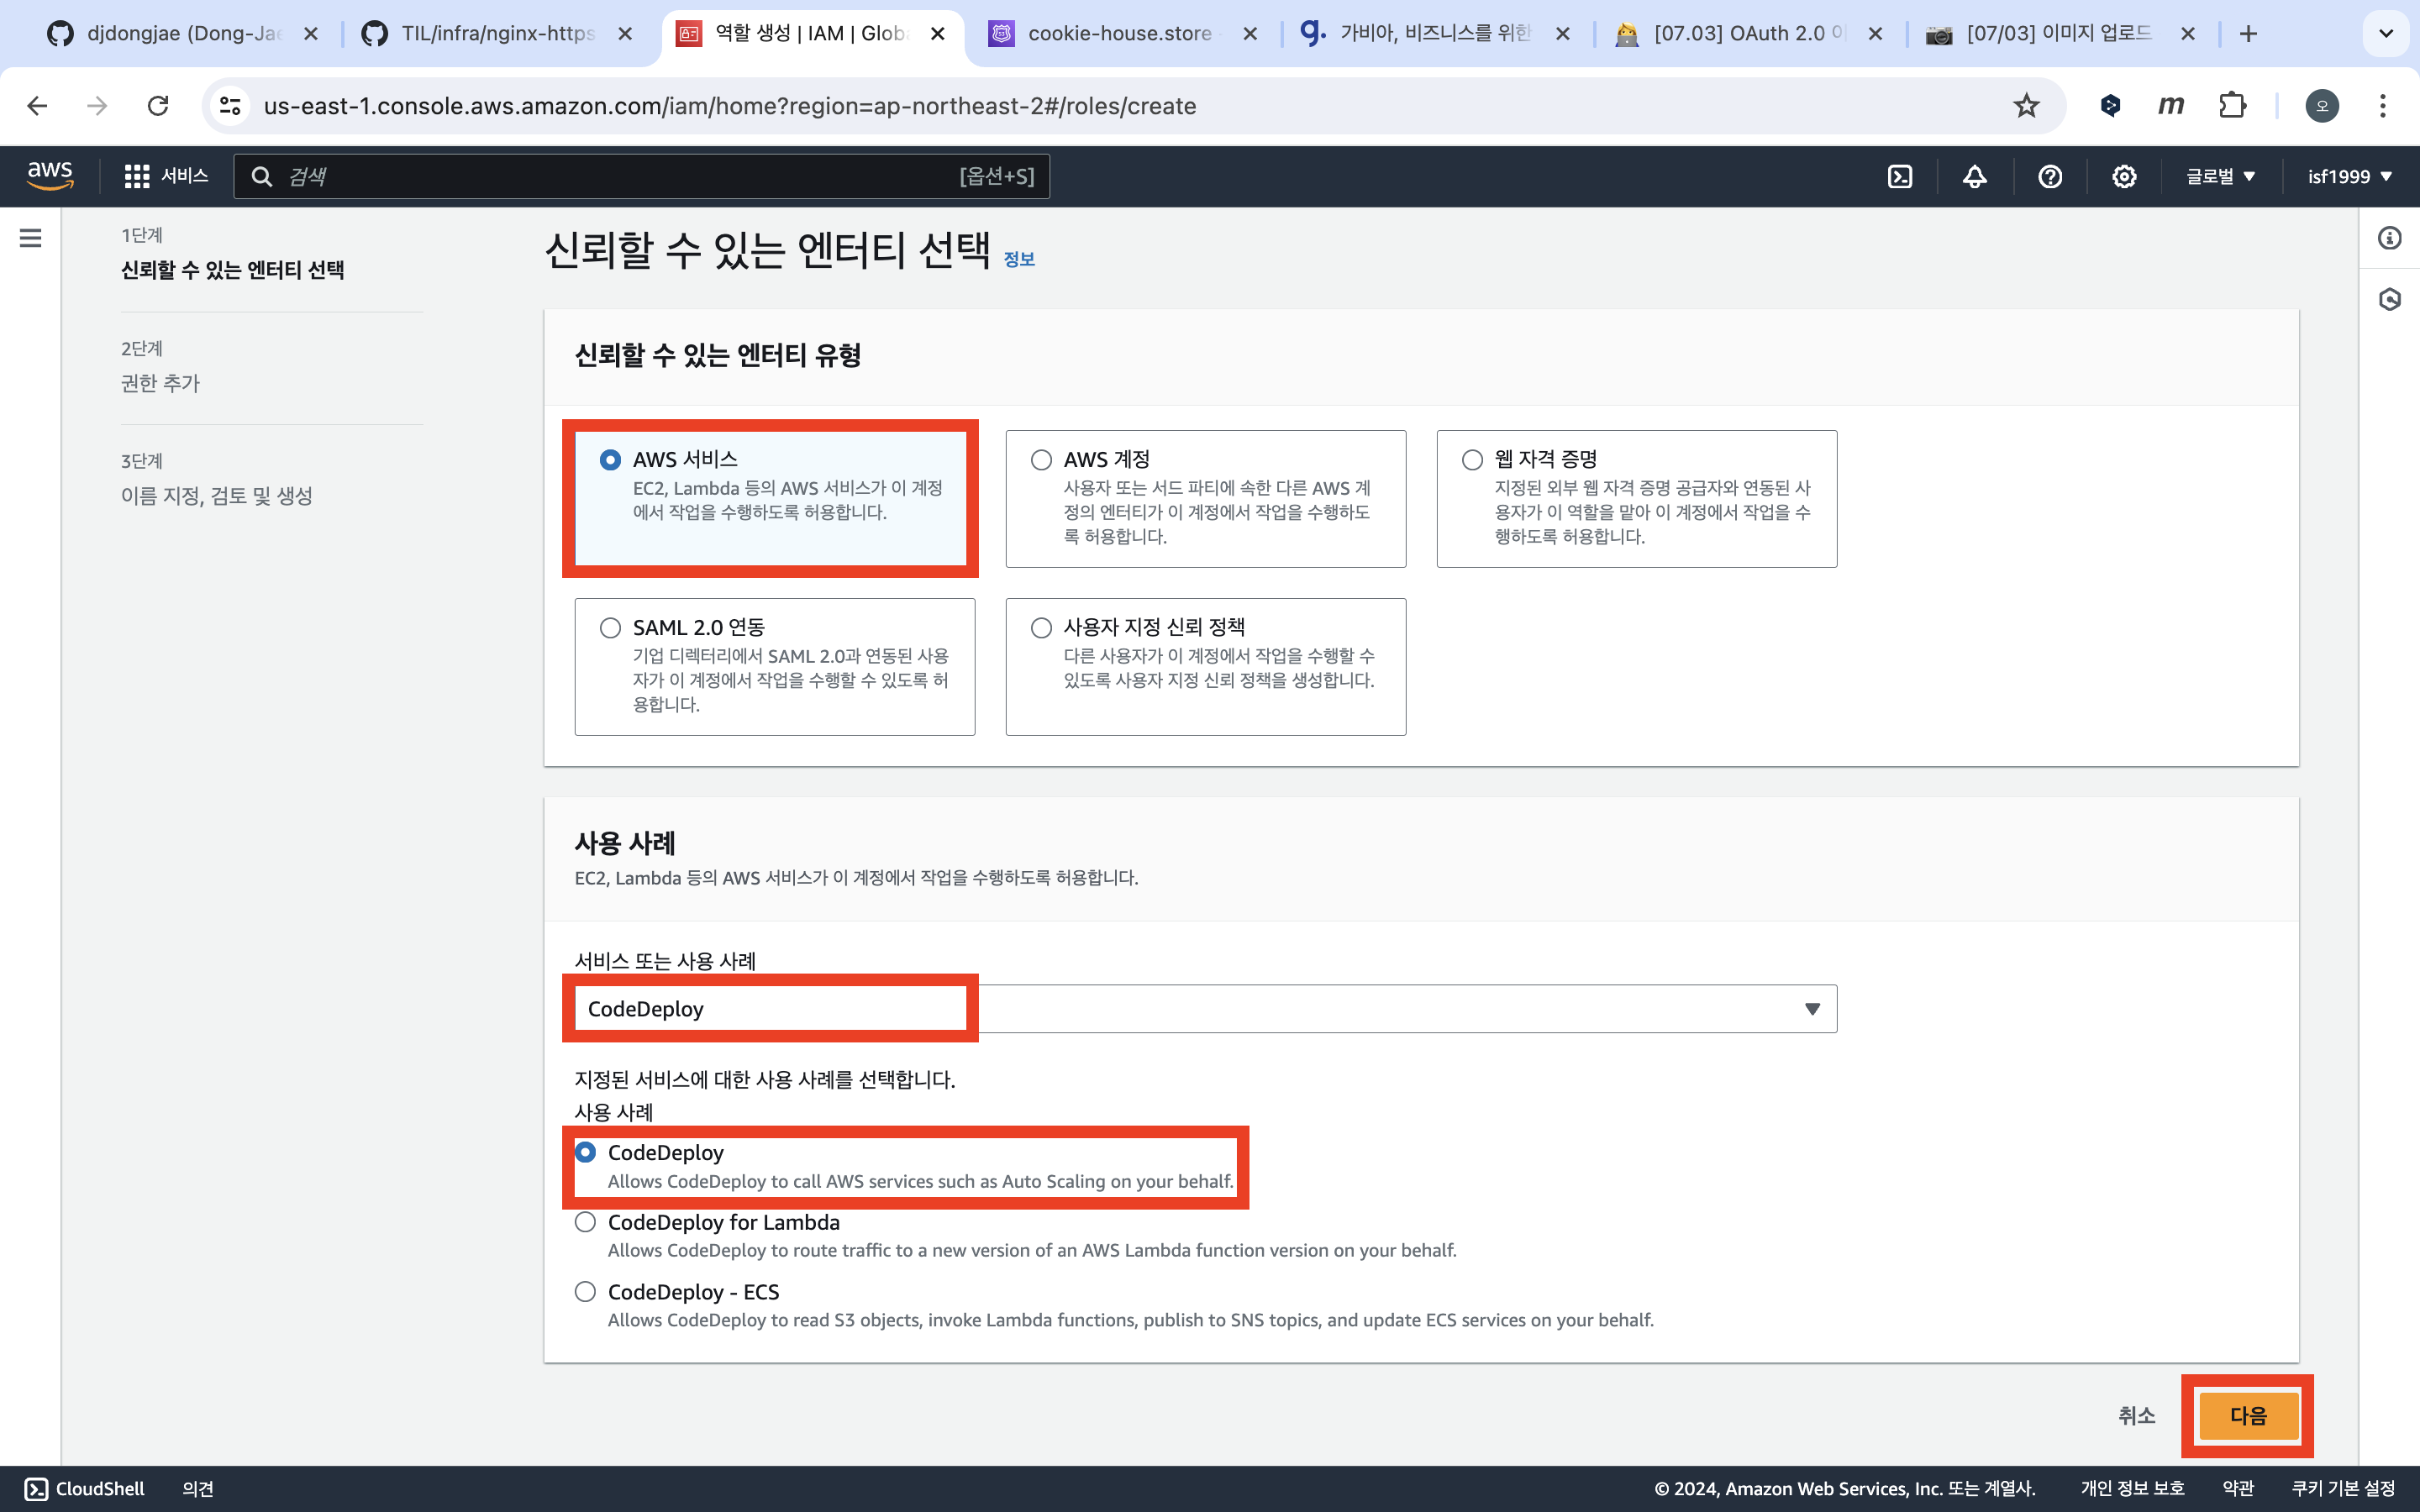 djdongjae (Dong-Jae
TIL/infra/nginx-https
역할 생성 | IAM | Globa
cookie-house.store -
가비아, 비즈니스를 위한
[07.03] OAuth 2.0 이
[07/03] 이미지 업로드
us-east-1.console.aws.amazon.com/iam/home?region=ap-northeast-2#/roles/create
m
오
aws
서비스
검색
[옵션+S]
글로벌 ▼
isf1999 ▼
1단계
신뢰할 수 있는 엔터티 선택
2단계
권한 추가
3단계
이름 지정, 검토 및 생성
신뢰할 수 있는 엔터티 선택 정보
신뢰할 수 있는 엔터티 유형
AWS 서비스
EC2, Lambda 등의 AWS 서비스가 이 계정
에서 작업을 수행하도록 허용합니다.
AWS 계정
사용자 또는 서드 파티에 속한 다른 AWS 계
정의 엔터티가 이 계정에서 작업을 수행하도
록 허용합니다.
웹 자격 증명
지정된 외부 웹 자격 증명 공급자와 연동된 사
용자가 이 역할을 맡아 이 계정에서 작업을 수
행하도록 허용합니다.
SAML 2.0 연동
기업 디렉터리에서 SAML 2.0과 연동된 사용
자가 이 계정에서 작업을 수행할 수 있도록 허
용합니다.
사용자 지정 신뢰 정책
다른 사용자가 이 계정에서 작업을 수행할 수
있도록 사용자 지정 신뢰 정책을 생성합니다.
사용 사례
EC2, Lambda 등의 AWS 서비스가 이 계정에서 작업을 수행하도록 허용합니다.
서비스 또는 사용 사례
CodeDeploy
지정된 서비스에 대한 사용 사례를 선택합니다.
사용 사례
CodeDeploy
Allows CodeDeploy to call AWS services such as Auto Scaling on your behalf.
CodeDeploy for Lambda
Allows CodeDeploy to route traffic to a new version of an AWS Lambda function version on your behalf.
CodeDeploy - ECS
Allows CodeDeploy to read S3 objects, invoke Lambda functions, publish to SNS topics, and update ECS services on your behalf.
취소
다음
CloudShell
의견
© 2024, Amazon Web Services, Inc. 또는 계열사.
개인 정보 보호
약관
쿠키 기본 설정